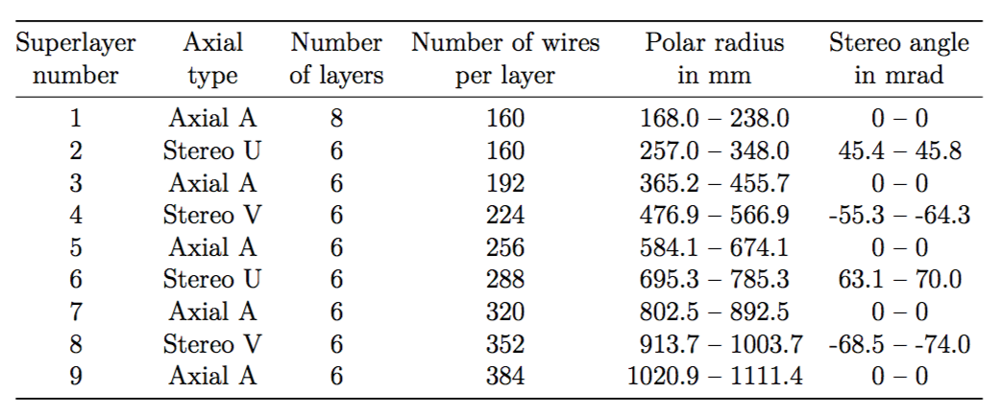 Superlayer Axial Number Number of wires Polar radius Stereo angle
number type of layers per layer in mm in mrad
1 Axial A 8 160 168.0 – 238.0 0 – 0
2 Stereo U 6 160 257.0 – 348.0 45.4 – 45.8
3 Axial A 6 192 365.2 – 455.7 0 – 0
4 Stereo V 6 224 476.9 – 566.9 -55.3 – -64.3
5 Axial A 6 256 584.1 – 674.1 0 – 0
6 Stereo U 6 288 695.3 – 785.3 63.1 – 70.0
7 Axial A 6 320 802.5 – 892.5 0 – 0
8 Stereo V 6 352 913.7 – 1003.7 -68.5 – -74.0
9 Axial A 6 384 1020.9 – 1111.4 0 – 0